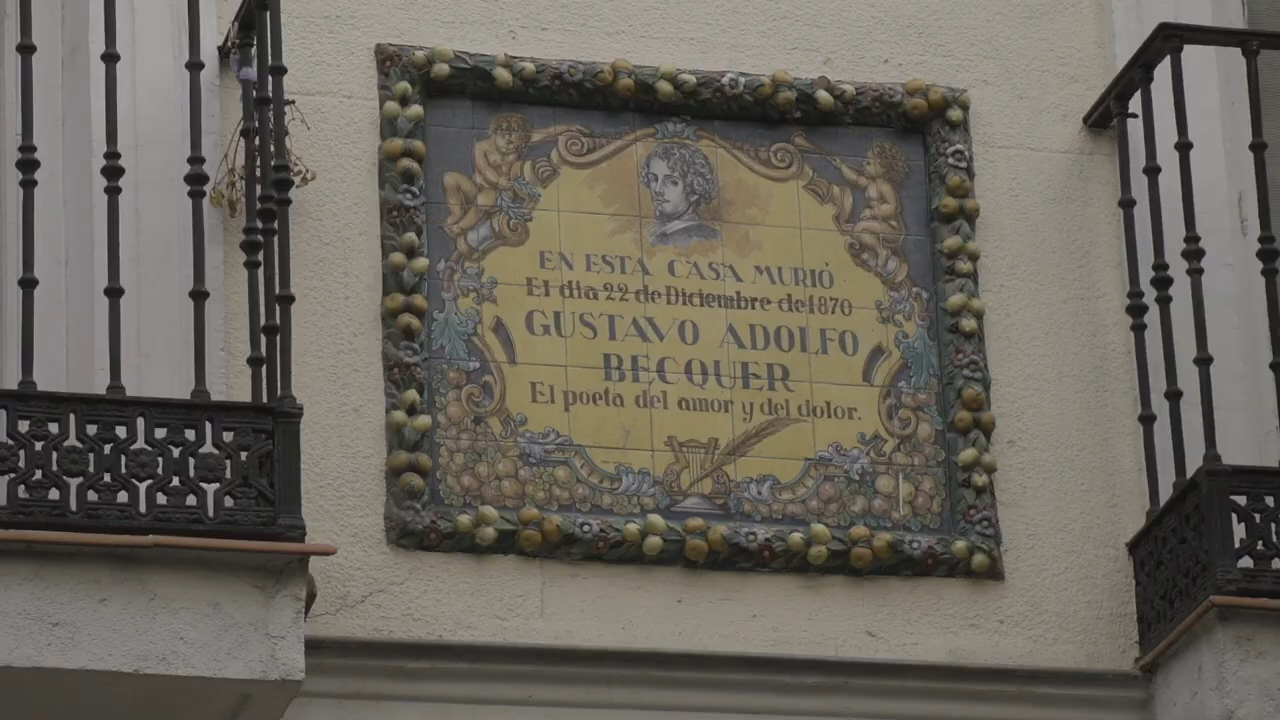 EN ESTA CASA MURIÓ
El dia 22 de Diciembre de 1870
GUSTAVO ADOLFO
BECQUER
El poeta del amor y del dolor.